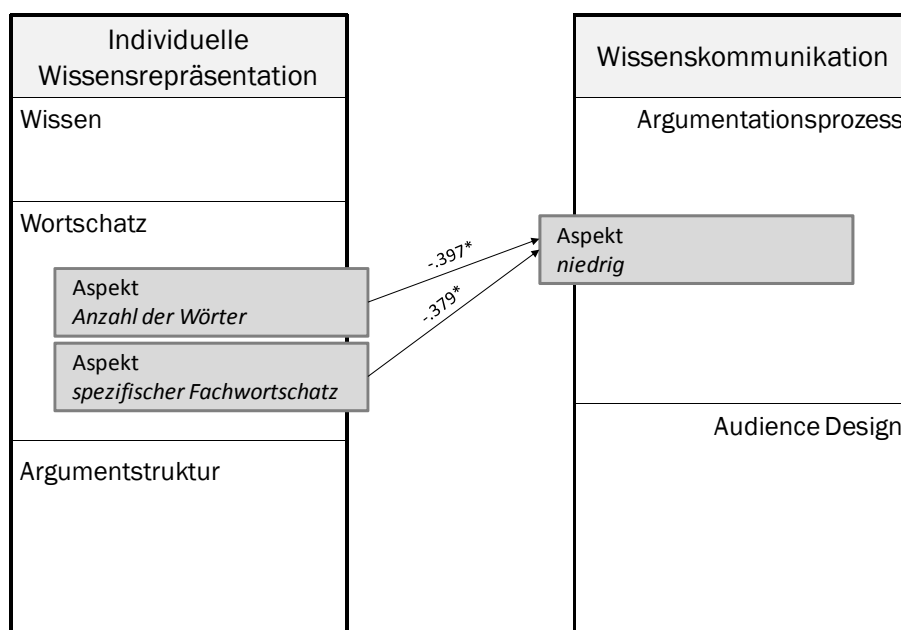 Individuelle
Wissensrepräsentation
Wissen
Wortschatz
Aspekt
Anzahl der Wörter
Aspekt
spezifischer Fachwortschatz
Argumentstruktur
-.397*
-.379*
Wissenskommunikation
Argumentationsprozess
Aspekt
niedrig
Audience Design